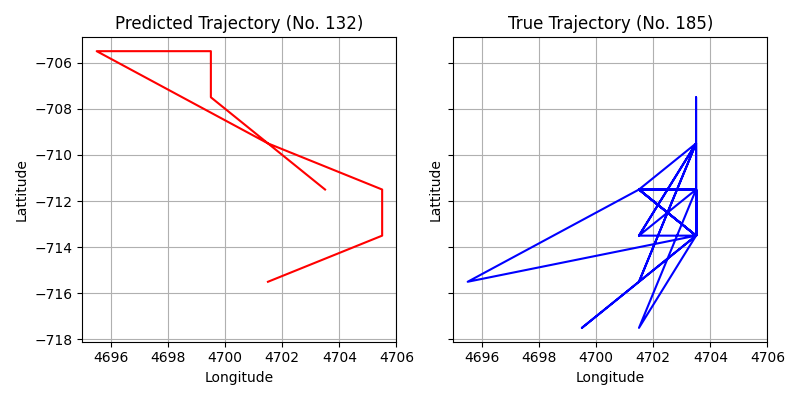 Predicted Trajectory (No. 132)
True Trajectory (No. 185)
Lattitude
−706
−708
−710
−712
−714
−716
−718
4696 4698 4700 4702 4704 4706
Longitude
Lattitude
4696 4698 4700 4702 4704 4706
Longitude